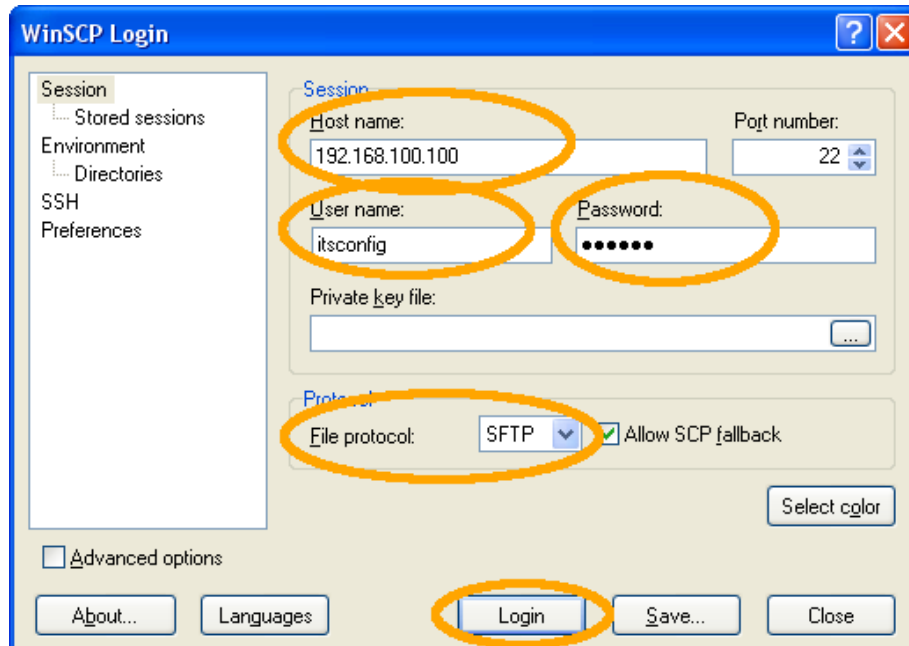 WinSCP Login
Session
Stored sessions
Environment
Directories
SSH
Preferences
Session
Host name:
Port number:
192.168.100.100
22
User name:
Password:
itsconfig
●●●●●●
Private key file:
...
Protocol
File protocol:
SFTP
Allow SCP fallback
Select color
Advanced options
About...
Languages
Login
Save...
Close